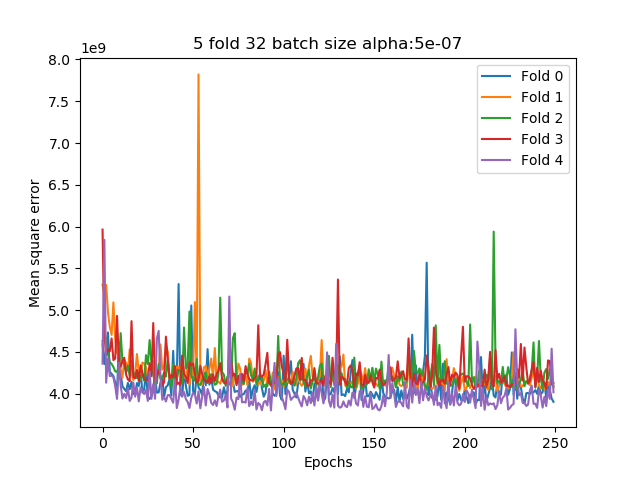 5 fold 32 batch size alpha:5e-07
1e9
8.0
7.5
7.0
6.5
6.0
5.5
5.0
4.5
4.0
Mean square error
0
50
100
150
200
250
Epochs
Fold 0
Fold 1
Fold 2
Fold 3
Fold 4